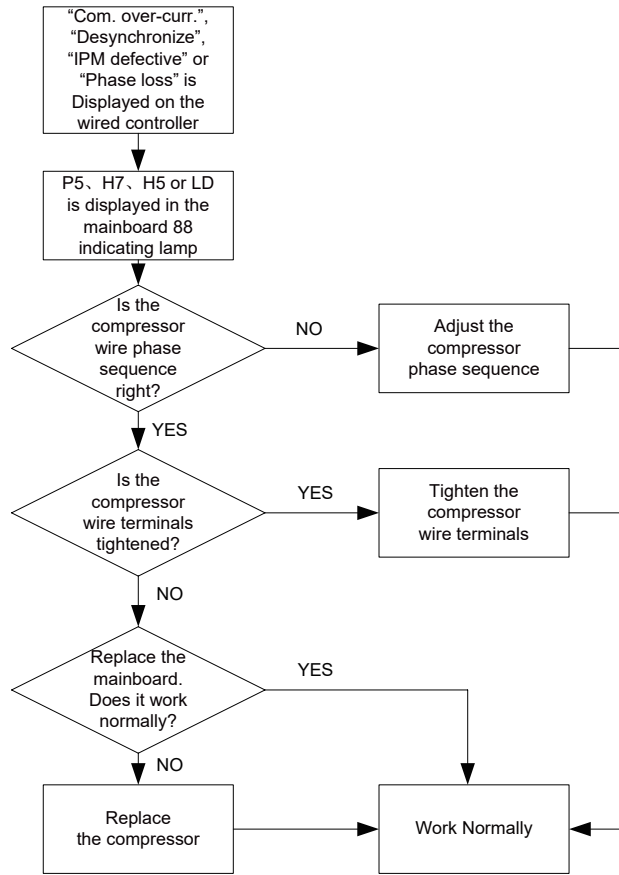 “Com. over-curr.”,
“Desynchronize”,
“IPM defective” or
“Phase loss” is
Displayed on the
wired controller
P5、H7、H5 or LD
is displayed in the
mainboard 88
indicating lamp
Is the
compressor
wire phase
sequence
right?
NO
Adjust the
compressor
phase sequence
YES
Is the
compressor
wire terminals
tightened?
YES
Tighten the
compressor
wire terminals
NO
Replace the
mainboard.
Does it work
normally?
YES
NO
Replace
the compressor
Work Normally